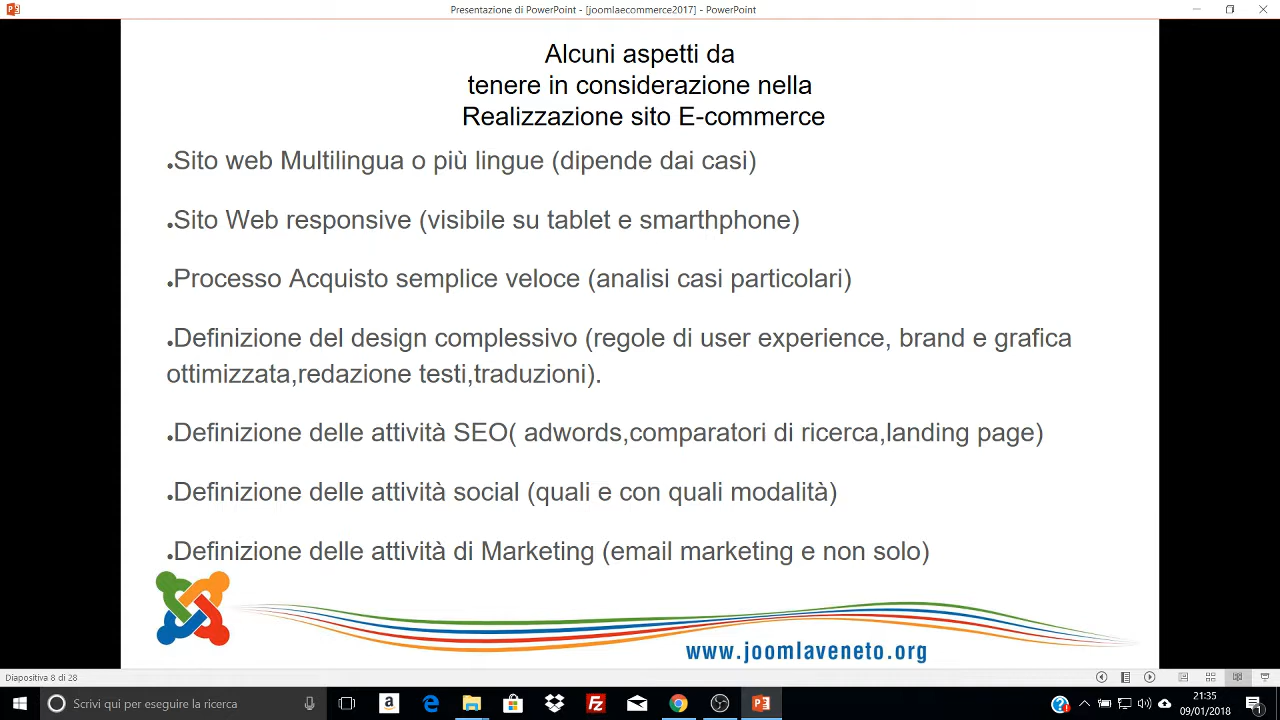 Presentazione di PowerPoint - [joomlaecommerce2017] - PowerPoint
Alcuni aspetti da
tenere in considerazione nella
Realizzazione sito E-commerce
●Sito web Multilingua o più lingue (dipende dai casi)
●Sito Web responsive (visibile su tablet e smarthphone)
●Processo Acquisto semplice veloce (analisi casi particolari)
●Definizione del design complessivo (regole di user experience, brand e grafica
ottimizzata,redazione testi,traduzioni).
●Definizione delle attività SEO( adwords,comparatori di ricerca,landing page)
●Definizione delle attività social (quali e con quali modalità)
●Definizione delle attività di Marketing (email marketing e non solo)
www.joomlaveneto.org
Diapositiva 8 di 28
Scrivi qui per eseguire la ricerca
21:35
09/01/2018